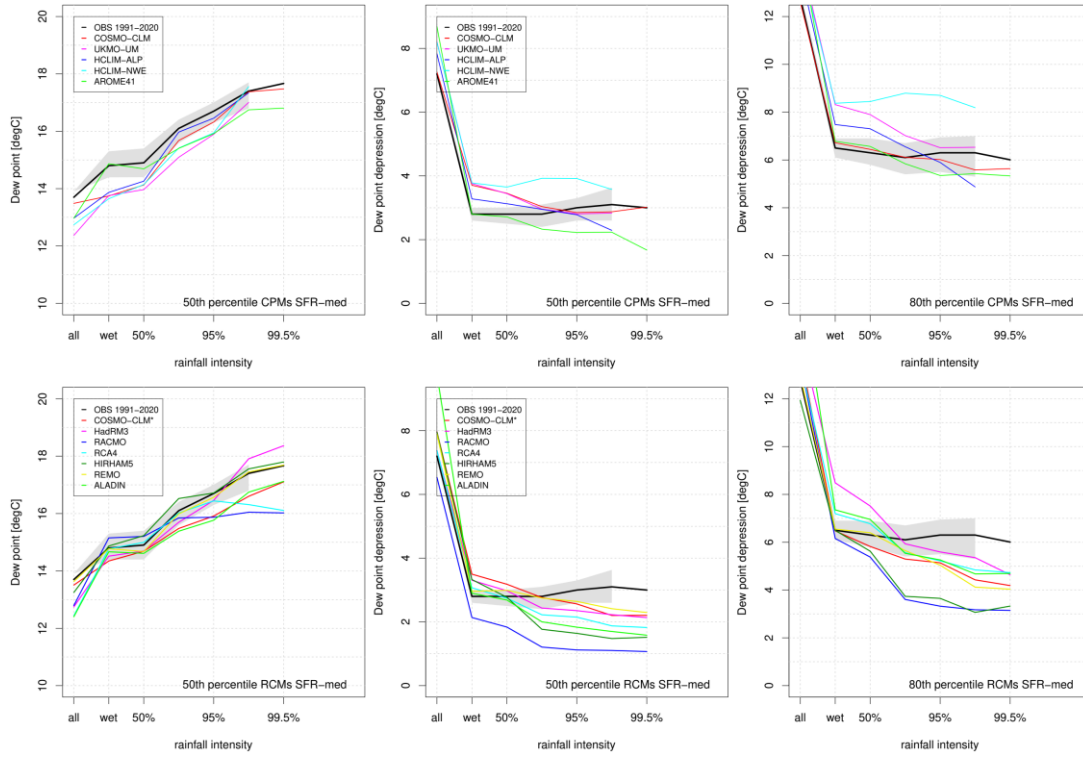 20
18
16
14
12
10
Dew point [degC]
OBS 1991−2020
COSMO−CLM
UKMO−UM
HCLIM−ALP
HCLIM−NWE
AROME41
50th percentile CPMs SFR−med
all wet 50% 95% 99.5%
rainfall intensity
8
6
4
2
0
Dew point depression [degC]
OBS 1991−2020
COSMO−CLM
UKMO−UM
HCLIM−ALP
HCLIM−NWE
AROME41
50th percentile CPMs SFR−med
all wet 50% 95% 99.5%
rainfall intensity
12
10
8
6
4
2
0
Dew point depression [degC]
80th percentile CPMs SFR−med
all wet 50% 95% 99.5%
rainfall intensity
20
18
16
14
12
10
Dew point [degC]
OBS 1991−2020
COSMO−CLM*
HadRM3
RACMO
RCA4
HIRHAM5
REMO
ALADIN
50th percentile RCMs SFR−med
all wet 50% 95% 99.5%
rainfall intensity
8
6
4
2
0
Dew point depression [degC]
OBS 1991−2020
COSMO−CLM*
HadRM3
RACMO
RCA4
HIRHAM5
REMO
ALADIN
50th percentile RCMs SFR−med
all wet 50% 95% 99.5%
rainfall intensity
12
10
8
6
4
2
0
Dew point depression [degC]
80th percentile RCMs SFR−med
all wet 50% 95% 99.5%
rainfall intensity